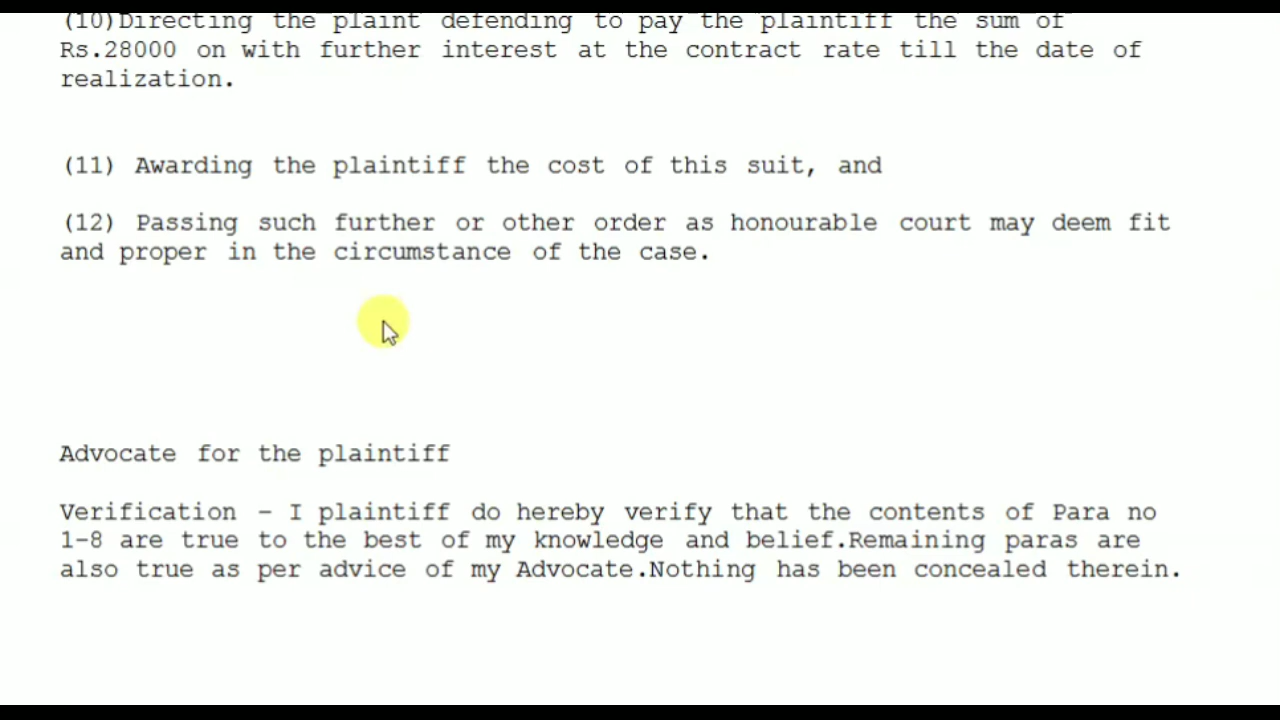 (10)Directing the plaint defending to pay the plaintiff the sum of
Rs.28000 on with further interest at the contract rate till the date of
realization.
(11) Awarding the plaintiff the cost of this suit, and
(12) Passing such further or other order as honourable court may deem fit
and proper in the circumstance of the case.
Advocate for the plaintiff
Verification – I plaintiff do hereby verify that the contents of Para no
1-8 are true to the best of my knowledge and belief.Remaining paras are
also true as per advice of my Advocate.Nothing has been concealed therein.